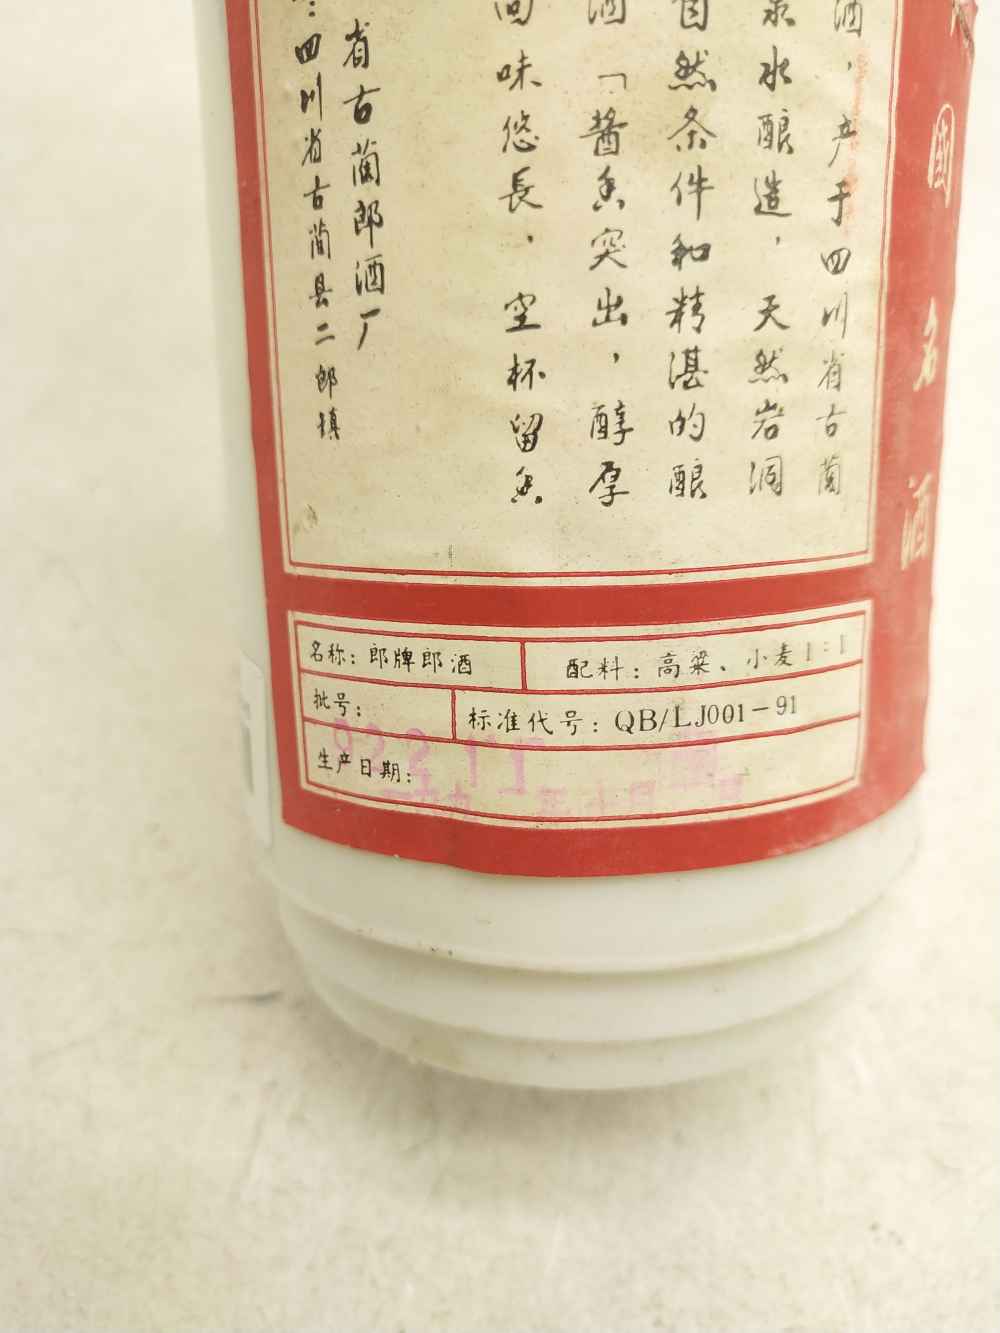 國名酒
酒，产于四川省古蔺
泉水酿造，天然岩洞
自然条件和精湛的酿
酒「酱香突出，醇厚
回味悠長，空杯留香
省古蔺郎酒厂
：四川省古蔺县二郎镇
名称：郎牌郎酒
配料：高粱、小麦1:1
批号：
标准代号：QB/LJ001-91
生产日期：